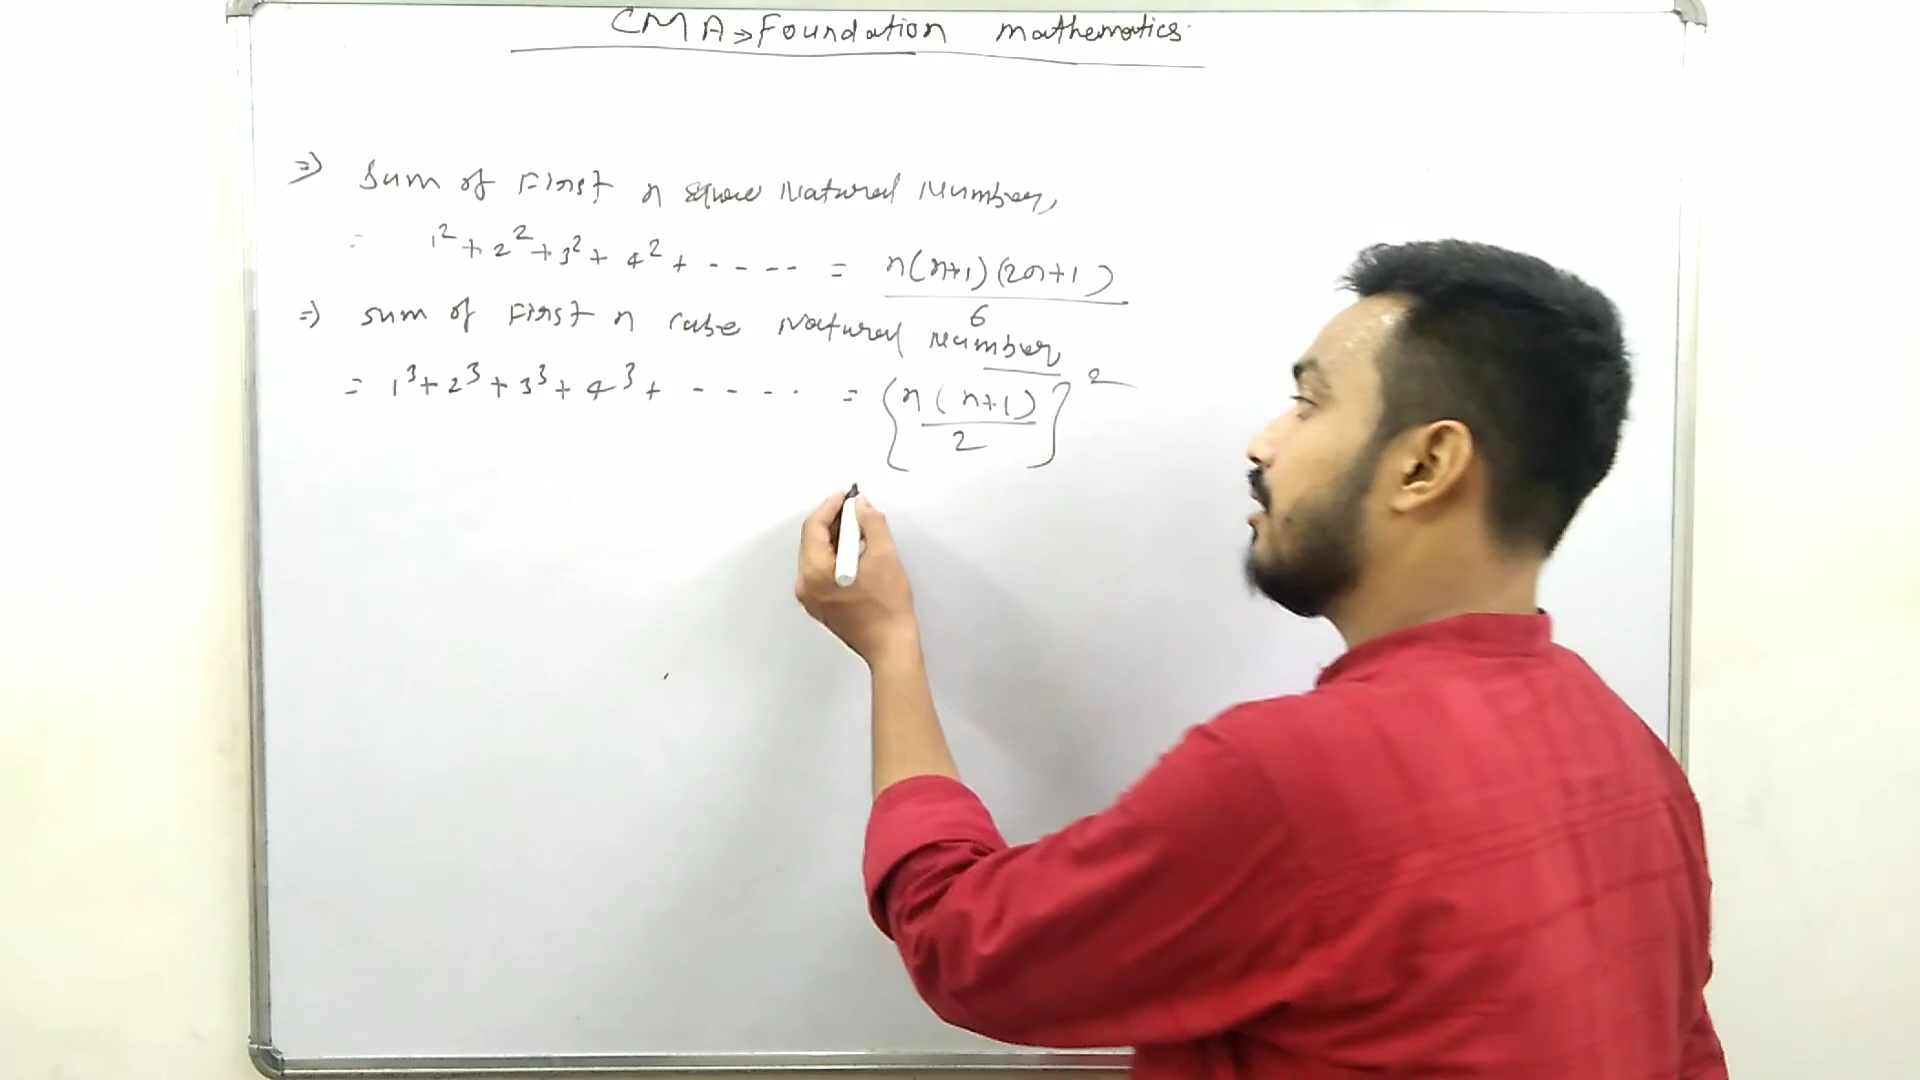 CMA => Foundation mathematics
=> Sum of First n square Natural Number,
= 1² + 2² + 3² + 4² + - - - - = n(n+1)(2n+1) / 6
=> sum of First n cube Natural Number
= 1³ + 2³ + 3³ + 4³ + - - - - = {n(n+1) / 2}²